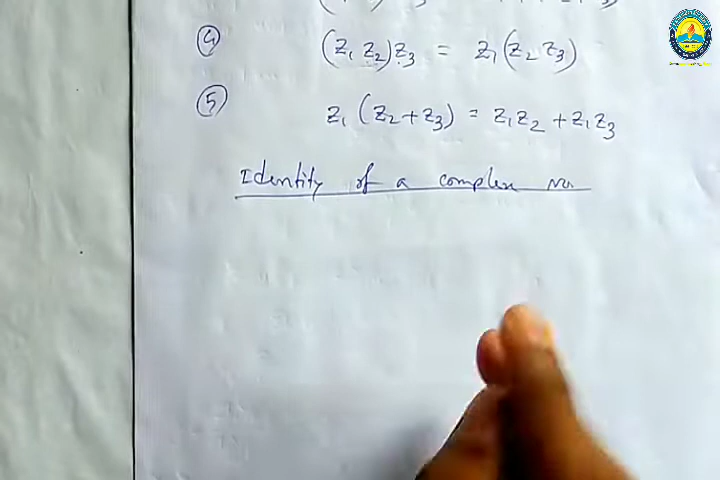 ④ (z₁ z₂)z₃ = z₁(z₂ z₃)
⑤ z₁ (z₂+z₃) = z₁z₂ + z₁z₃
Identity of a complex No.